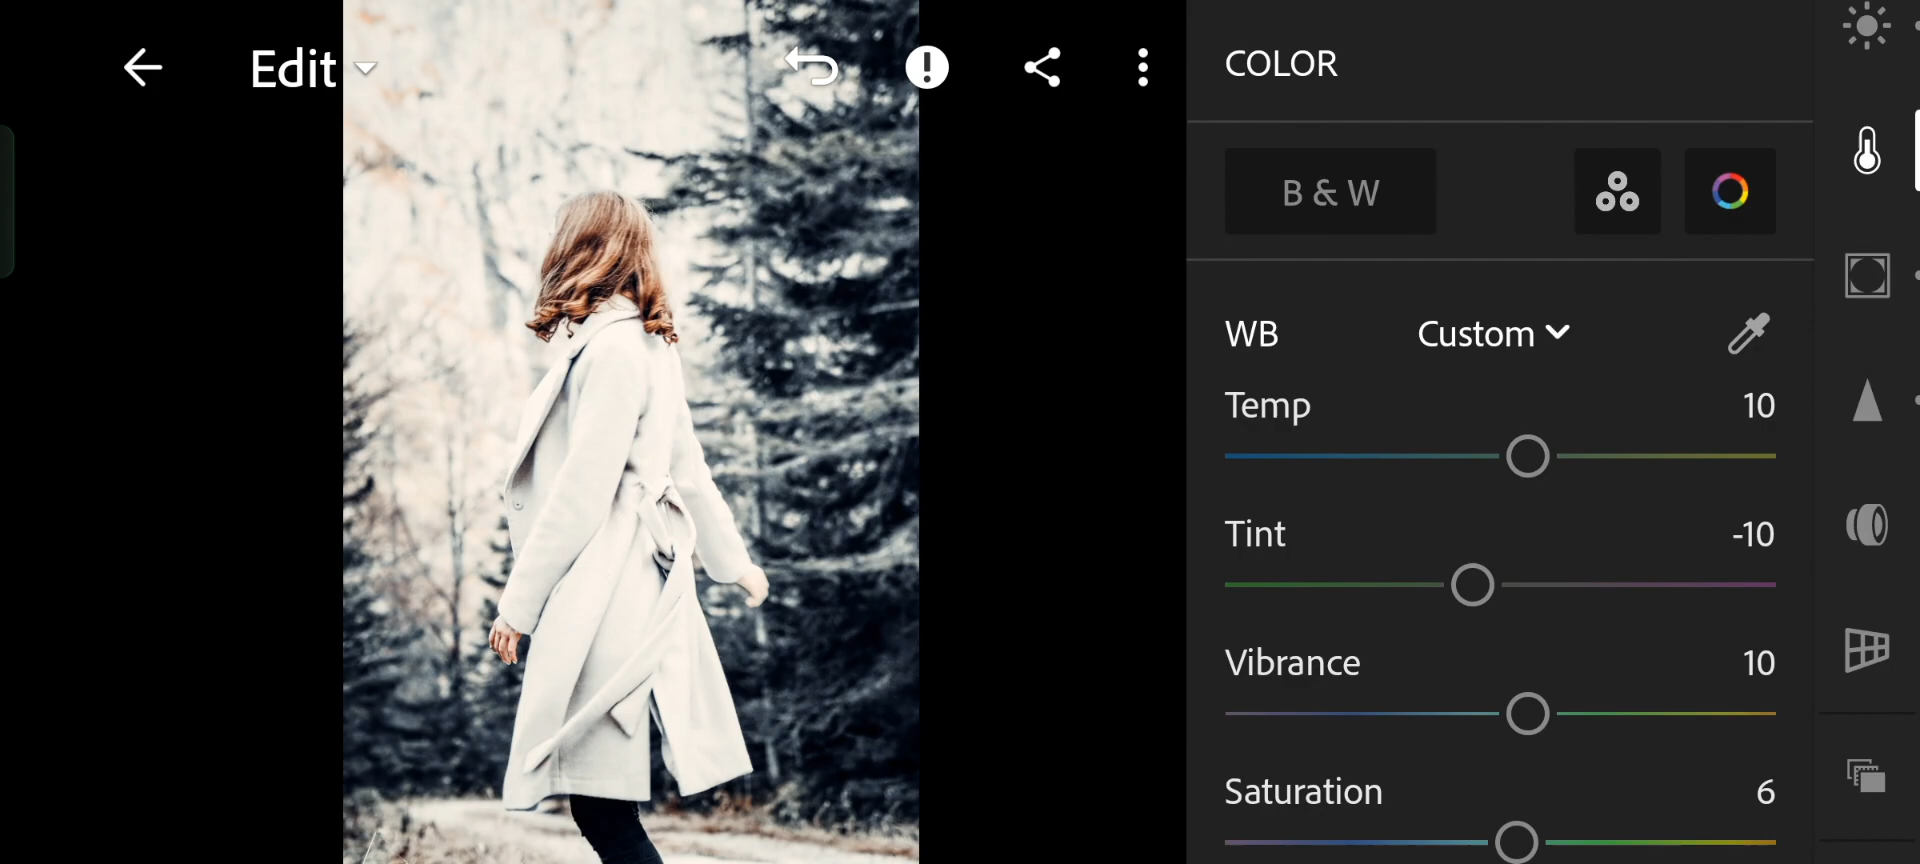 Edit
COLOR
B & W
WB Custom
Temp 10
Tint -10
Vibrance 10
Saturation 6